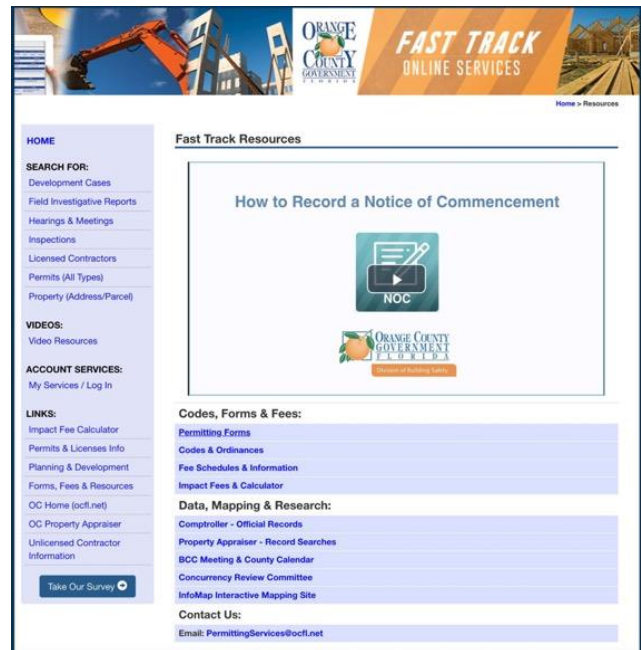 ORANGE
COUNTY
GOVERNMENT
FLORIDA
FAST TRACK
ONLINE SERVICES
Home > Resources
HOME
SEARCH FOR:
Development Cases
Field Investigative Reports
Hearings & Meetings
Inspections
Licensed Contractors
Permits (All Types)
Property (Address/Parcel)
VIDEOS:
Video Resources
ACCOUNT SERVICES:
My Services / Log In
LINKS:
Impact Fee Calculator
Permits & Licenses Info
Planning & Development
Forms, Fees & Resources
OC Home (ocfl.net)
OC Property Appraiser
Unlicensed Contractor
Information
Take Our Survey
Fast Track Resources
How to Record a Notice of Commencement
NOC
ORANGE COUNTY
GOVERNMENT
FLORIDA
Division of Building Safety
Codes, Forms & Fees:
Permitting Forms
Codes & Ordinances
Fee Schedules & Information
Impact Fees & Calculator
Data, Mapping & Research:
Comptroller - Official Records
Property Appraiser - Record Searches
BCC Meeting & County Calendar
Concurrency Review Committee
InfoMap Interactive Mapping Site
Contact Us:
Email: PermittingServices@ocfl.net